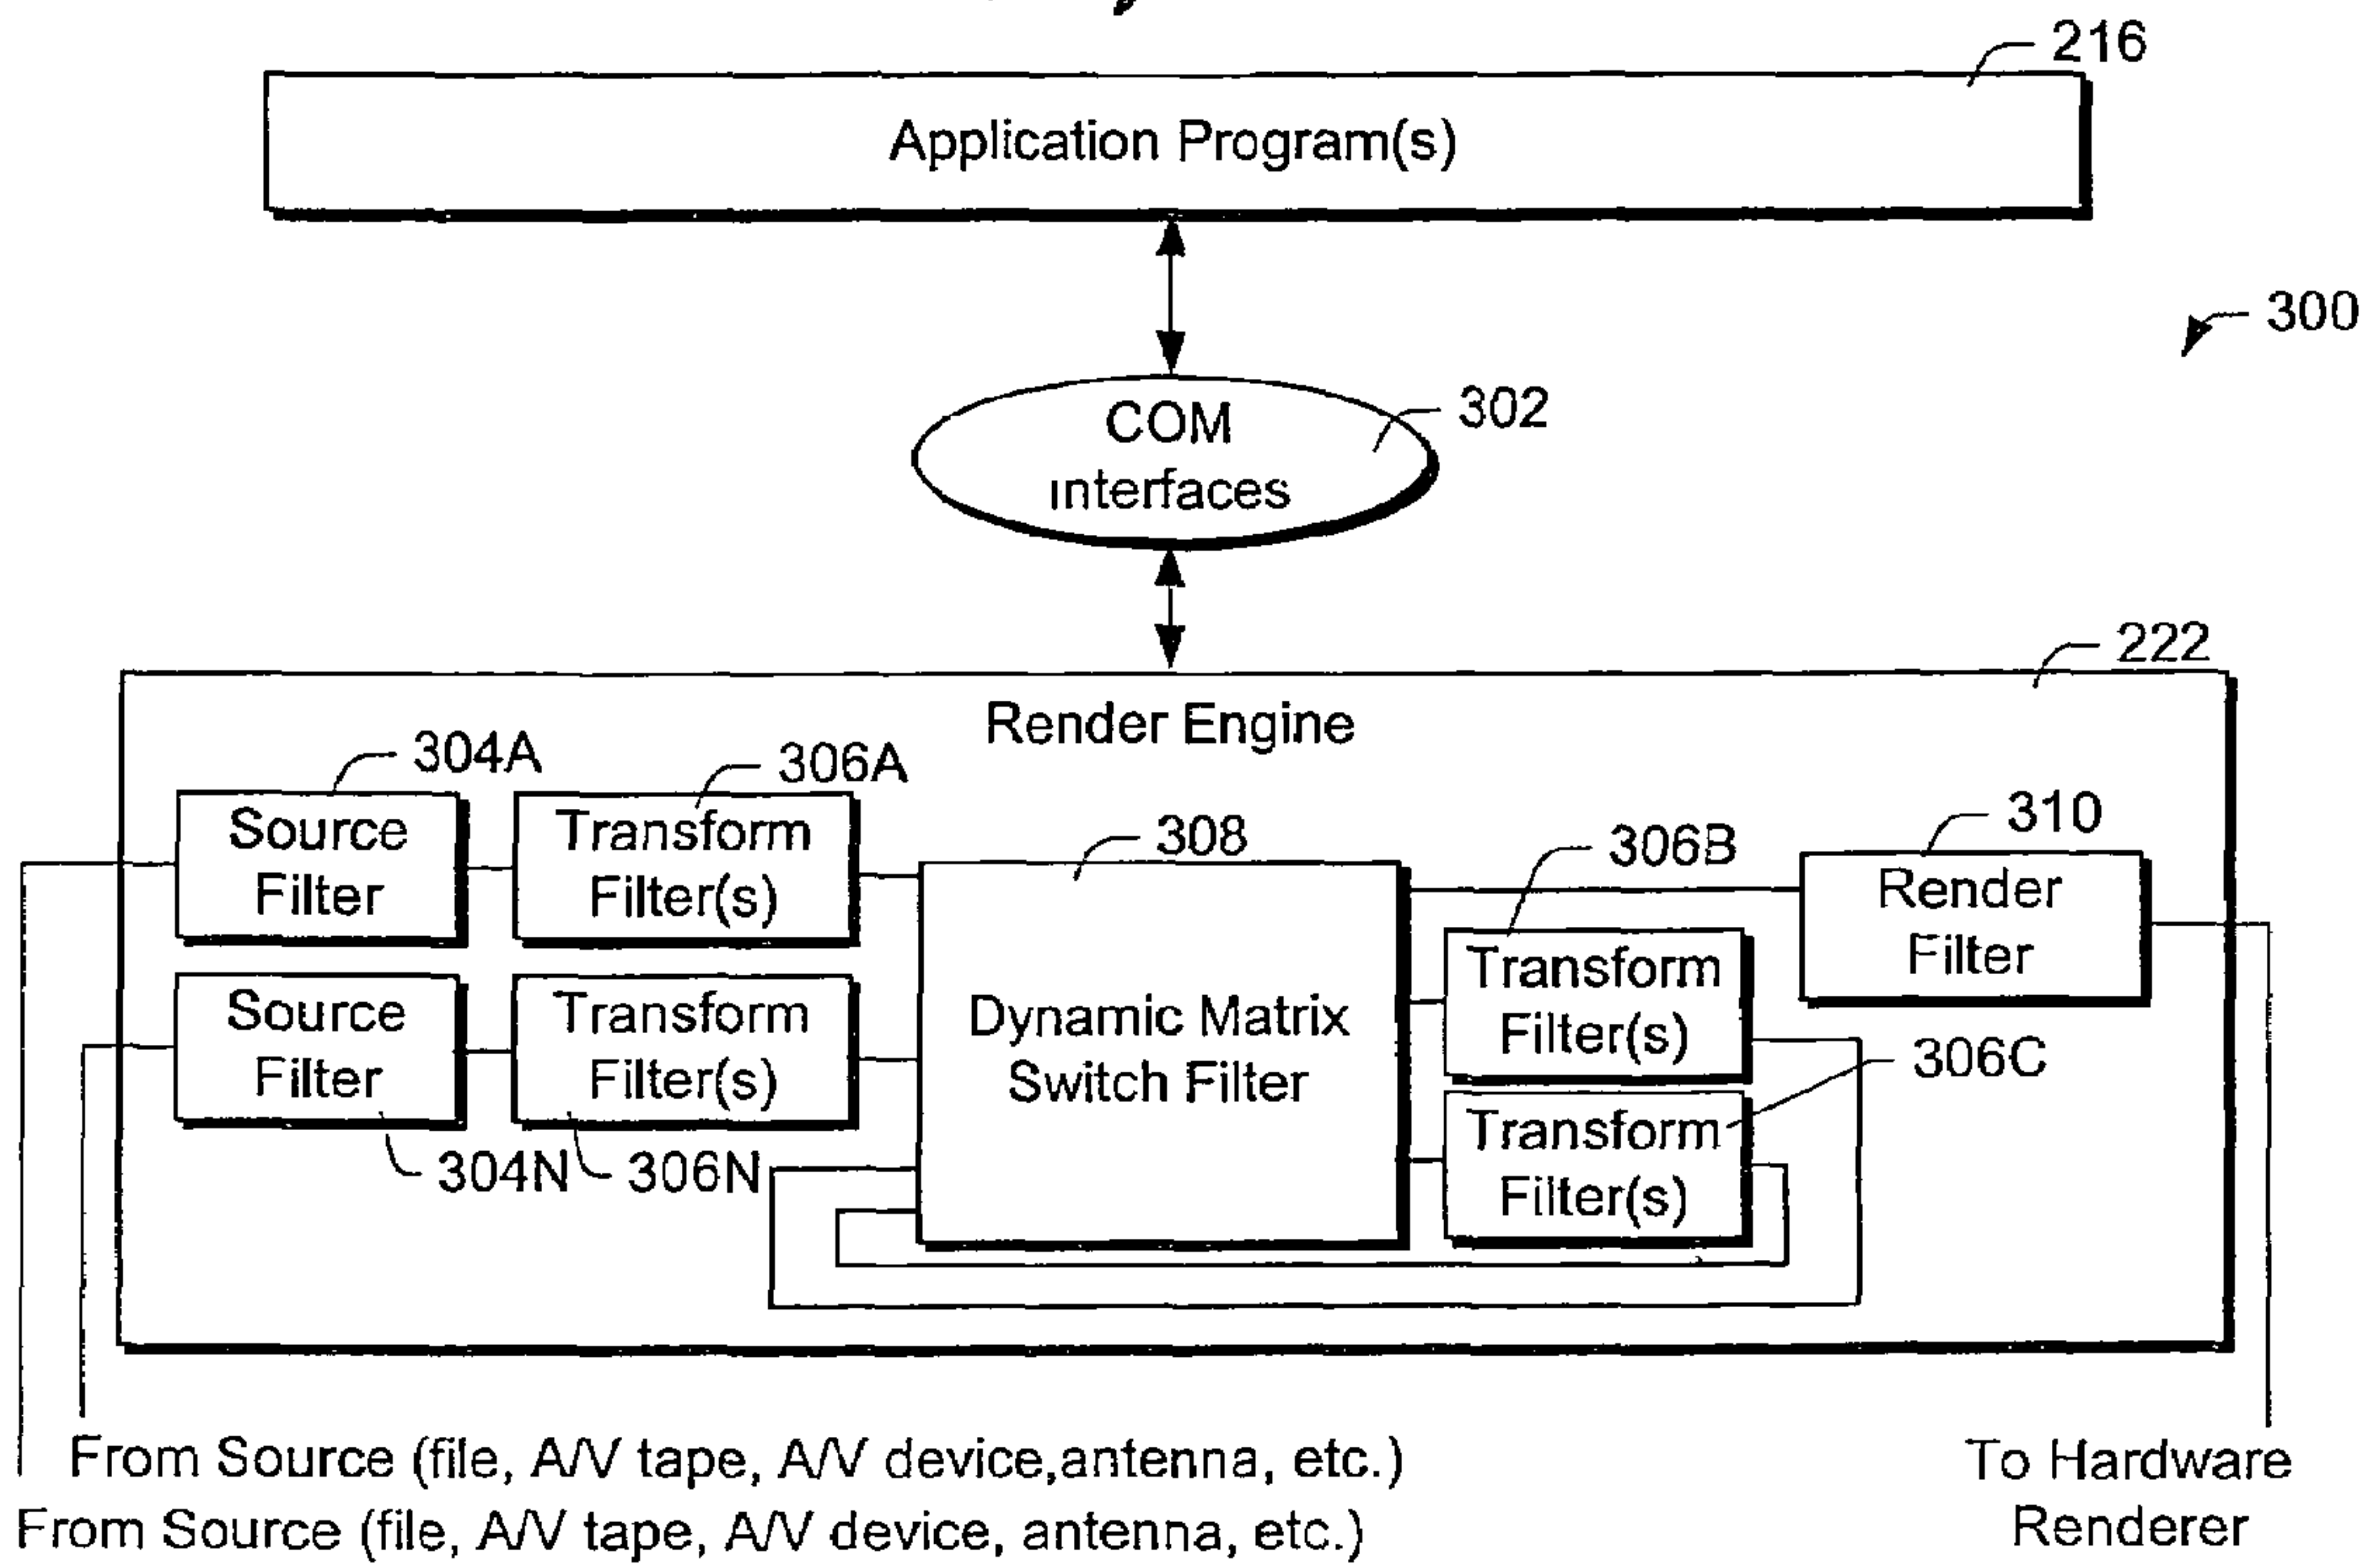 216
Application Program(s)
300
COM
interfaces
302
222
Render Engine
304A
306A
Source
Filter
Transform
Filter(s)
308
306B
310
Render
Filter
Source
Filter
Transform
Filter(s)
Dynamic Matrix
Switch Filter
Transform
Filter(s)
306C
Transform
Filter(s)
304N
306N
From Source (file, A/V tape, A/V device,antenna, etc.)
From Source (file, A/V tape, A/V device, antenna, etc.)
To Hardware
Renderer